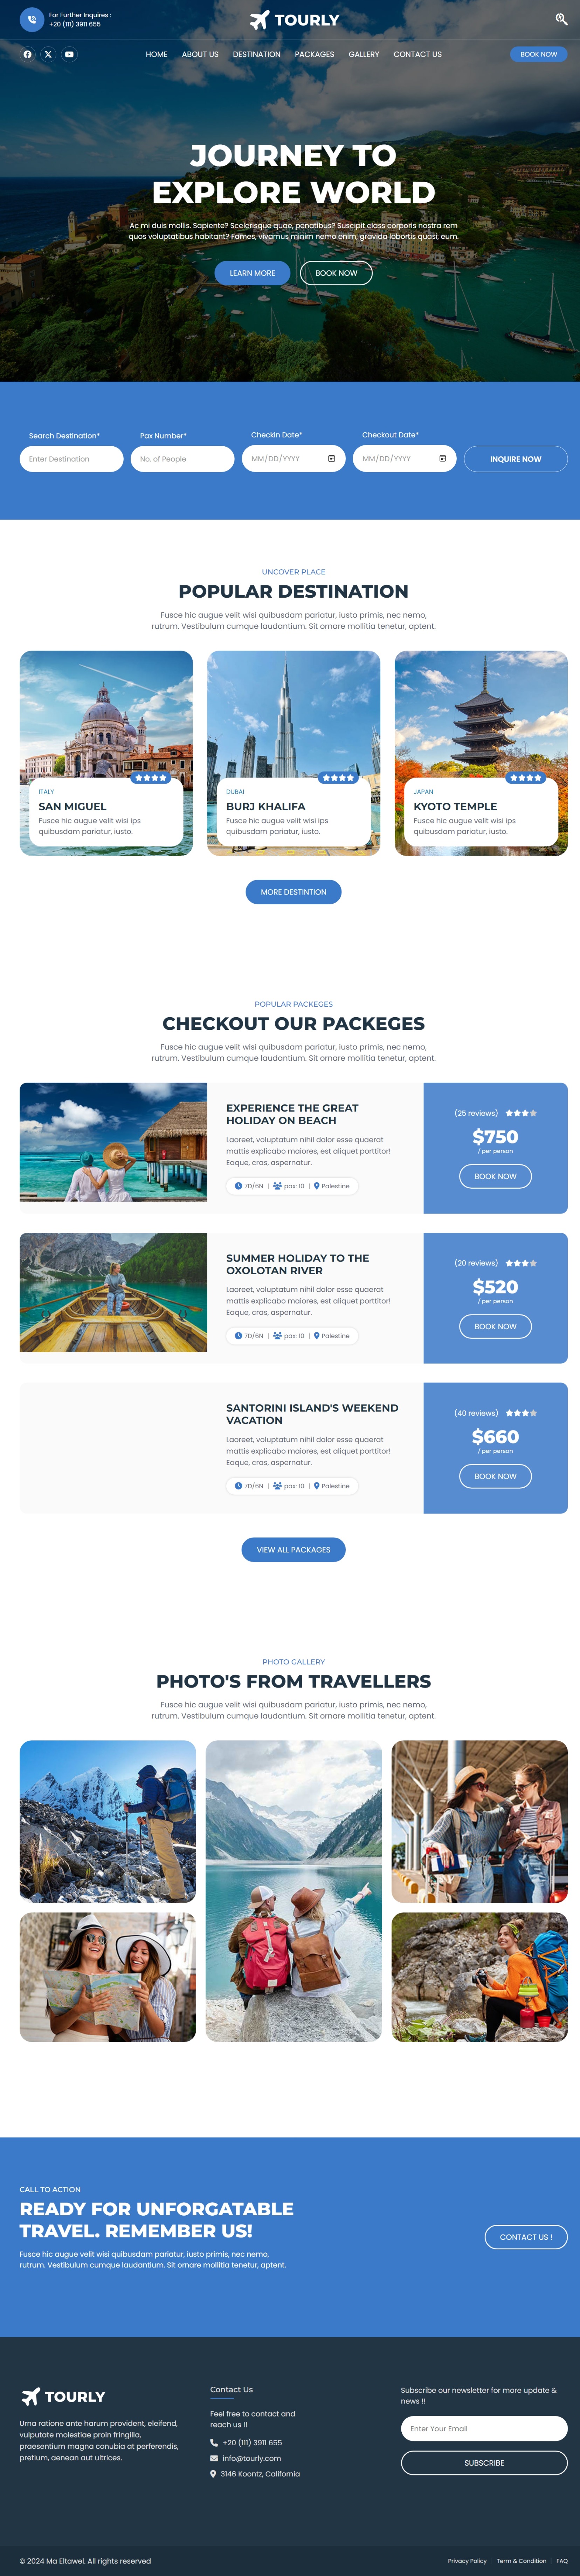 For Further Inquires :
+20 (111) 3911 655
TOURLY
HOME ABOUT US DESTINATION PACKAGES GALLERY CONTACT US
BOOK NOW
JOURNEY TO
EXPLORE WORLD
Ac mi duis mollis. Sapiente? Scelerisque quae, penatibus? Suscipit class corporis nostra rem
quos voluptatibus habitant? Fames, vivamus minim nemo enim, gravida lobortis quasi, eum.
LEARN MORE BOOK NOW
Search Destination* Pax Number* Checkin Date* Checkout Date*
Enter Destination No. of People MM/DD/YYYY MM/DD/YYYY INQUIRE NOW
UNCOVER PLACE
POPULAR DESTINATION
Fusce hic augue velit wisi quibusdam pariatur, iusto primis, nec nemo,
rutrum. Vestibulum cumque laudantium. Sit ornare mollitia tenetur, aptent.
ITALY
SAN MIGUEL
Fusce hic augue velit wisi ips
quibusdam pariatur, iusto.
DUBAI
BURJ KHALIFA
Fusce hic augue velit wisi ips
quibusdam pariatur, iusto.
JAPAN
KYOTO TEMPLE
Fusce hic augue velit wisi ips
quibusdam pariatur, iusto.
MORE DESTINTION
POPULAR PACKEGES
CHECKOUT OUR PACKEGES
Fusce hic augue velit wisi quibusdam pariatur, iusto primis, nec nemo,
rutrum. Vestibulum cumque laudantium. Sit ornare mollitia tenetur, aptent.
EXPERIENCE THE GREAT
HOLIDAY ON BEACH
Laoreet, voluptatum nihil dolor esse quaerat
mattis explicabo maiores, est aliquet porttitor!
Eaque, cras, aspernatur.
7D/6N | pax: 10 | Palestine
(25 reviews)
$750
/ per person
BOOK NOW
SUMMER HOLIDAY TO THE
OXOLOTAN RIVER
Laoreet, voluptatum nihil dolor esse quaerat
mattis explicabo maiores, est aliquet porttitor!
Eaque, cras, aspernatur.
7D/6N | pax: 10 | Palestine
(20 reviews)
$520
/ per person
BOOK NOW
SANTORINI ISLAND'S WEEKEND
VACATION
Laoreet, voluptatum nihil dolor esse quaerat
mattis explicabo maiores, est aliquet porttitor!
Eaque, cras, aspernatur.
7D/6N | pax: 10 | Palestine
(40 reviews)
$660
/ per person
BOOK NOW
VIEW ALL PACKAGES
PHOTO GALLERY
PHOTO'S FROM TRAVELLERS
Fusce hic augue velit wisi quibusdam pariatur, iusto primis, nec nemo,
rutrum. Vestibulum cumque laudantium. Sit ornare mollitia tenetur, aptent.
CALL TO ACTION
READY FOR UNFORGATABLE
TRAVEL. REMEMBER US!
Fusce hic augue velit wisi quibusdam pariatur, iusto primis, nec nemo,
rutrum. Vestibulum cumque laudantium. Sit ornare mollitia tenetur, aptent.
CONTACT US !
TOURLY
Urna ratione ante harum provident, eleifend,
vulputate molestiae proin fringilla,
praesentium magna conubia at perferendis,
pretium, aenean aut ultrices.
Contact Us
Feel free to contact and
reach us !!
+20 (111) 3911 655
info@tourly.com
3146 Koontz, California
Subscribe our newsletter for more update &
news !!
Enter Your Email
SUBSCRIBE
© 2024 Ma Eltawel. All rights reserved
Privacy Policy | Term & Condition | FAQ